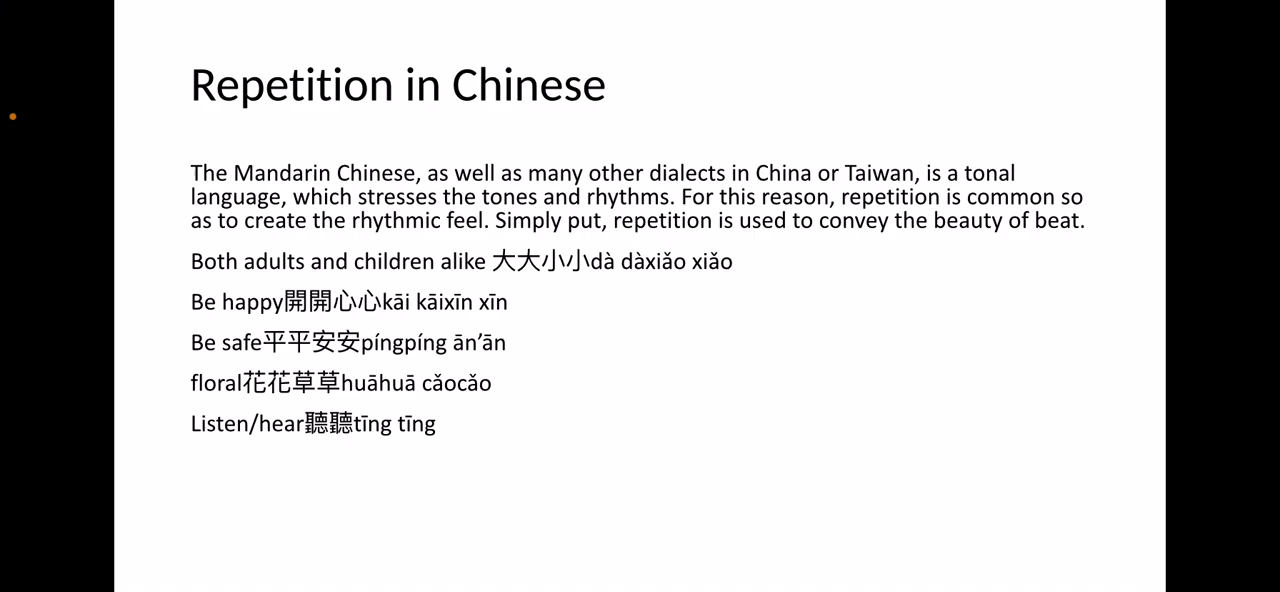 Repetition in Chinese
The Mandarin Chinese, as well as many other dialects in China or Taiwan, is a tonal
language, which stresses the tones and rhythms. For this reason, repetition is common so
as to create the rhythmic feel. Simply put, repetition is used to convey the beauty of beat.
Both adults and children alike 大大小小dà dàxiǎo xiǎo
Be happy開開心心kāi kāixīn xīn
Be safe平平安安píngpíng ān’ān
floral花花草草huāhuā cǎocǎo
Listen/hear聽聽tīng tīng